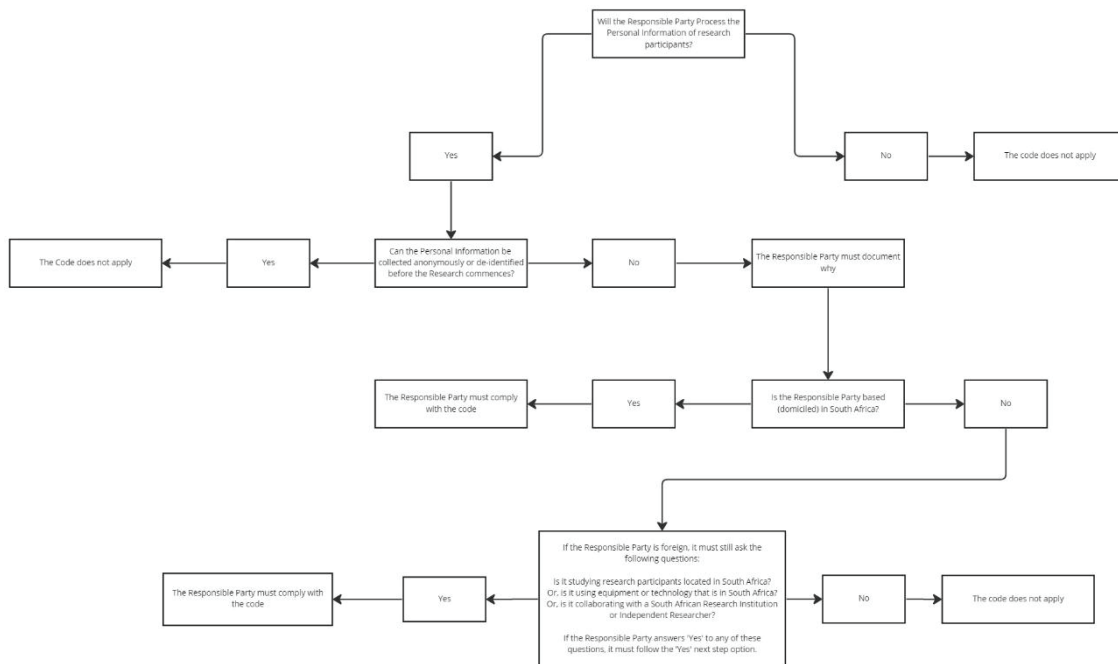 Will the Responsible Party Process the
Personal Information of research
participants?
Yes
No
The code does not apply
The Code does not apply
Yes
Can the Personal Information be
collected anonymously or de-identified
before the Research commences?
No
The Responsible Party must document
why
The Responsible Party must comply
with the code
Yes
Is the Responsible Party based
(domiciled) in South Africa?
No
If the Responsible Party is foreign, it must still ask the
following questions:
Is it studying research participants located in South Africa?
Or, is it using equipment or technology that is in South Africa?
Or, is it collaborating with a South African Research Institution
or Independent Researcher?
If the Responsible Party answers 'Yes' to any of these
questions, it must follow the 'Yes' next step option.
The Responsible Party must comply with
the code
Yes
No
The code does not apply